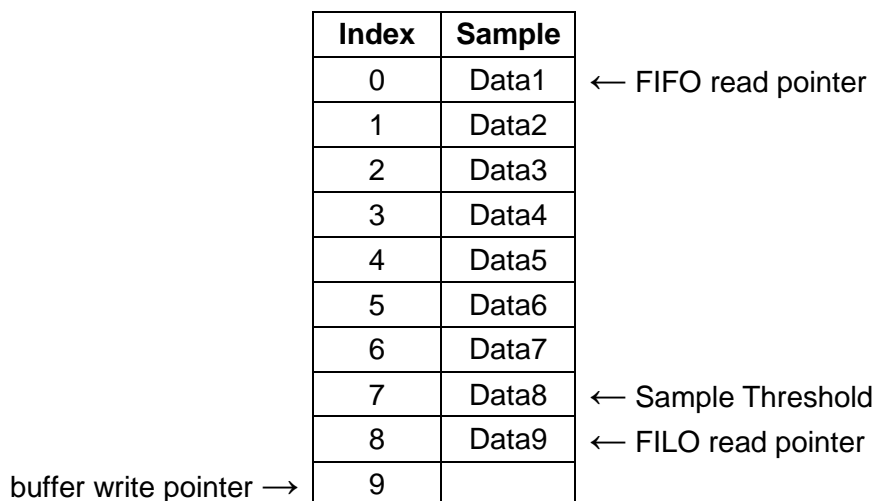 Index Sample
0 Data1 ← FIFO read pointer
1 Data2
2 Data3
3 Data4
4 Data5
5 Data6
6 Data7
7 Data8 ← Sample Threshold
8 Data9 ← FILO read pointer
buffer write pointer → 9